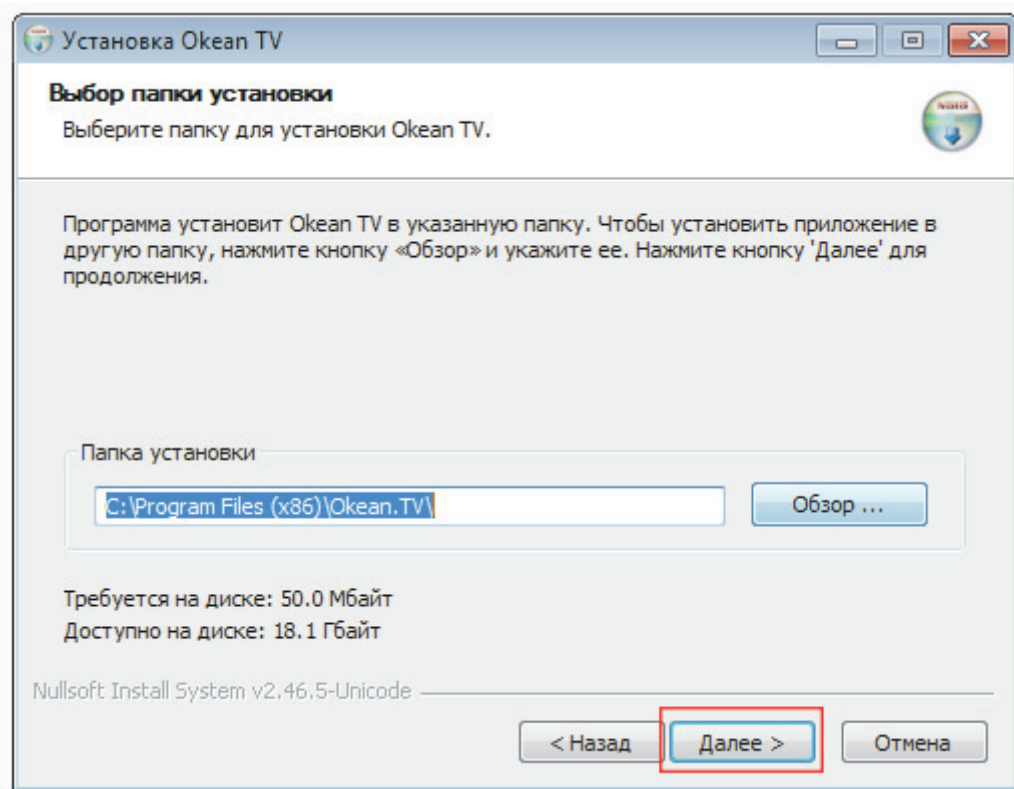 Установка Okean TV
Выбор папки установки
Выберите папку для установки Okean TV.
Программа установит Okean TV в указанную папку. Чтобы установить приложение в
другую папку, нажмите кнопку «Обзор» и укажите ее. Нажмите кнопку 'Далее' для
продолжения.
Папка установки
C:\Program Files (x86)\Okean.TV\
Обзор ...
Требуется на диске: 50.0 Мбайт
Доступно на диске: 18.1 Гбайт
Nullsoft Install System v2.46.5-Unicode
< Назад
Далее >
Отмена